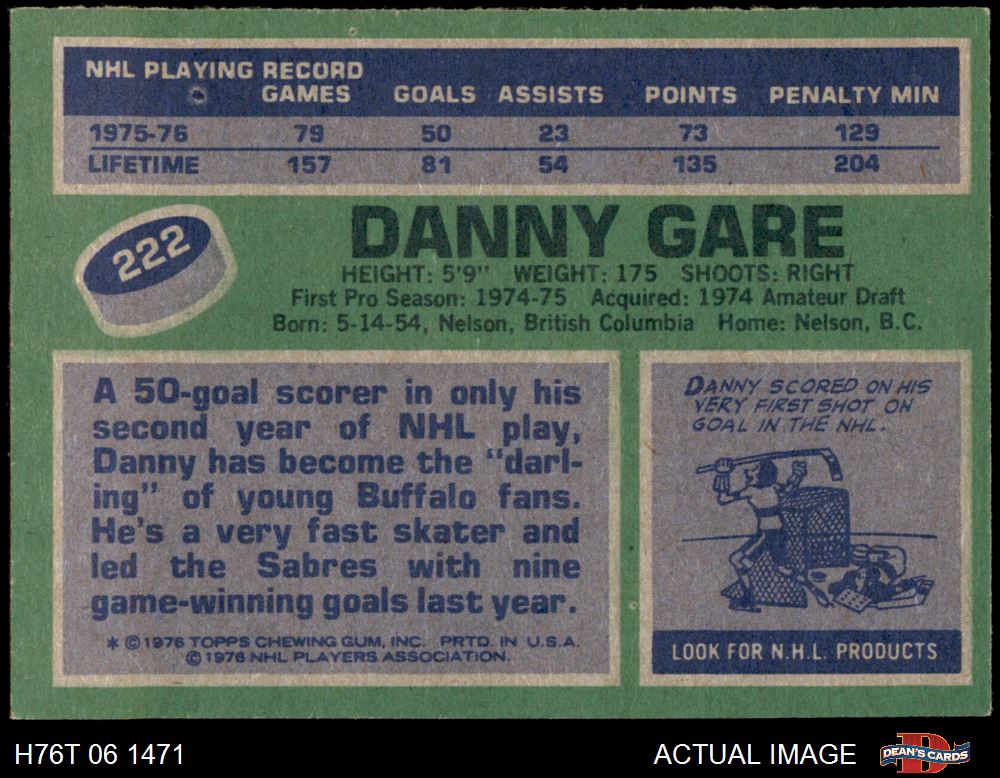 NHL PLAYING RECORD
GAMES GOALS ASSISTS POINTS PENALTY MIN
1975-76 79 50 23 73 129
LIFETIME 157 81 54 135 204
222
DANNY GARE
HEIGHT: 5'9" WEIGHT: 175 SHOOTS: RIGHT
First Pro Season: 1974-75 Acquired: 1974 Amateur Draft
Born: 5-14-54, Nelson, British Columbia Home: Nelson, B.C.
A 50-goal scorer in only his
second year of NHL play,
Danny has become the "darl-
ing" of young Buffalo fans.
He's a very fast skater and
led the Sabres with nine
game-winning goals last year.
* © 1976 TOPPS CHEWING GUM, INC. PRTD. IN U.S.A.
© 1976 NHL PLAYERS ASSOCIATION.
DANNY SCORED ON HIS
VERY FIRST SHOT ON
GOAL IN THE NHL.
LOOK FOR N.H.L. PRODUCTS
H76T 06 1471
ACTUAL IMAGE
DEAN'S CARDS